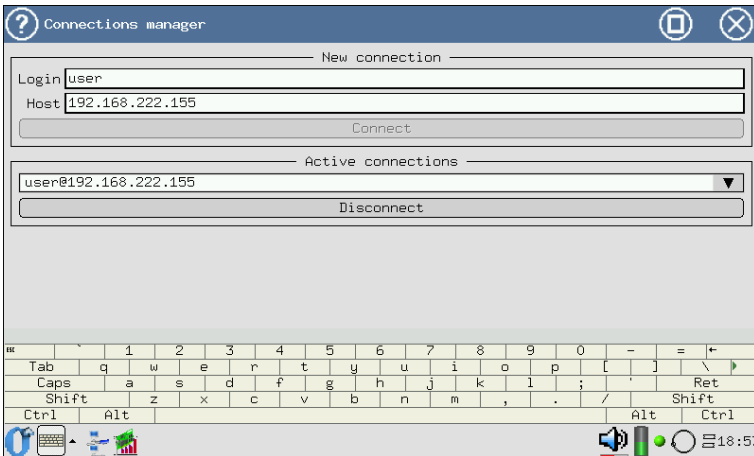 ? Connections manager
New connection
Login user
Host 192.168.222.155
Connect
Active connections
user@192.168.222.155
Disconnect
` 1 2 3 4 5 6 7 8 9 0 - = ←
Tab q w e r t y u i o p [ ] \
Caps a s d f g h j k l ; ' Ret
Shift z x c v b n m , . / Shift
Ctrl Alt Alt Ctrl